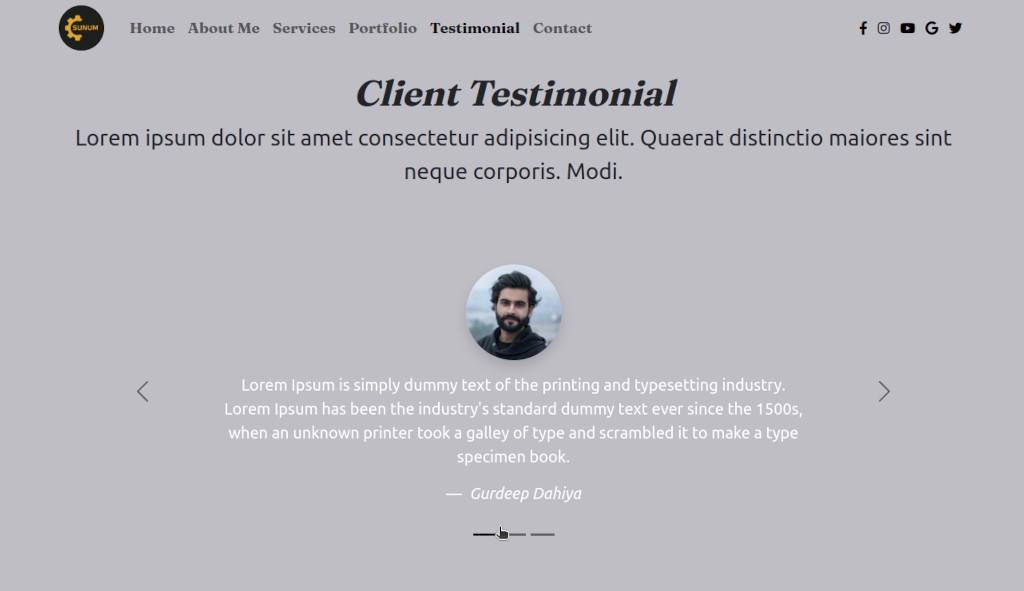 SUNUM
Home About Me Services Portfolio Testimonial Contact
Client Testimonial
Lorem ipsum dolor sit amet consectetur adipisicing elit. Quaerat distinctio maiores sint
neque corporis. Modi.
Lorem Ipsum is simply dummy text of the printing and typesetting industry.
Lorem Ipsum has been the industry's standard dummy text ever since the 1500s,
when an unknown printer took a galley of type and scrambled it to make a type
specimen book.
— Gurdeep Dahiya